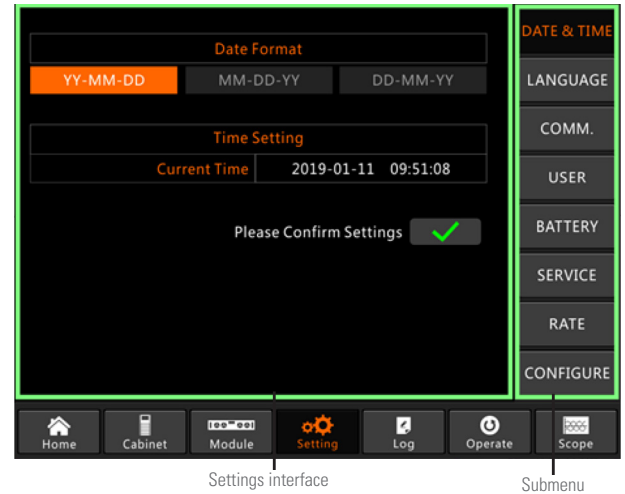 Date Format
YY-MM-DD MM-DD-YY DD-MM-YY
Time Setting
Current Time 2019-01-11 09:51:08
Please Confirm Settings
DATE & TIME
LANGUAGE
COMM.
USER
BATTERY
SERVICE
RATE
CONFIGURE
Home Cabinet Module Setting Log Operate Scope
Settings interface Submenu